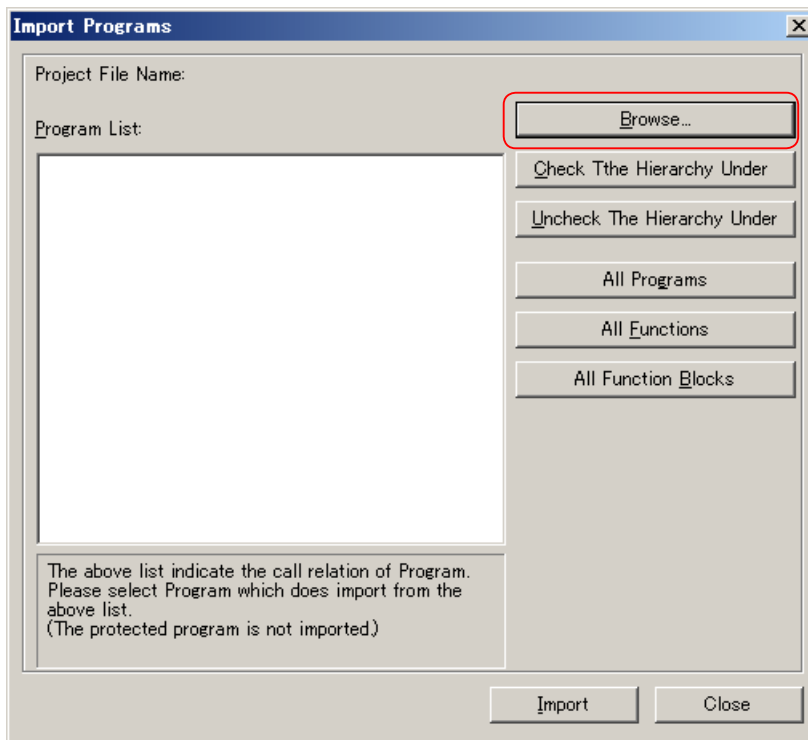 Import Programs
Project File Name:
Program List:
Browse...
Check Tthe Hierarchy Under
Uncheck The Hierarchy Under
All Programs
All Functions
All Function Blocks
The above list indicate the call relation of Program.
Please select Program which does import from the
above list.
(The protected program is not imported.)
Import
Close